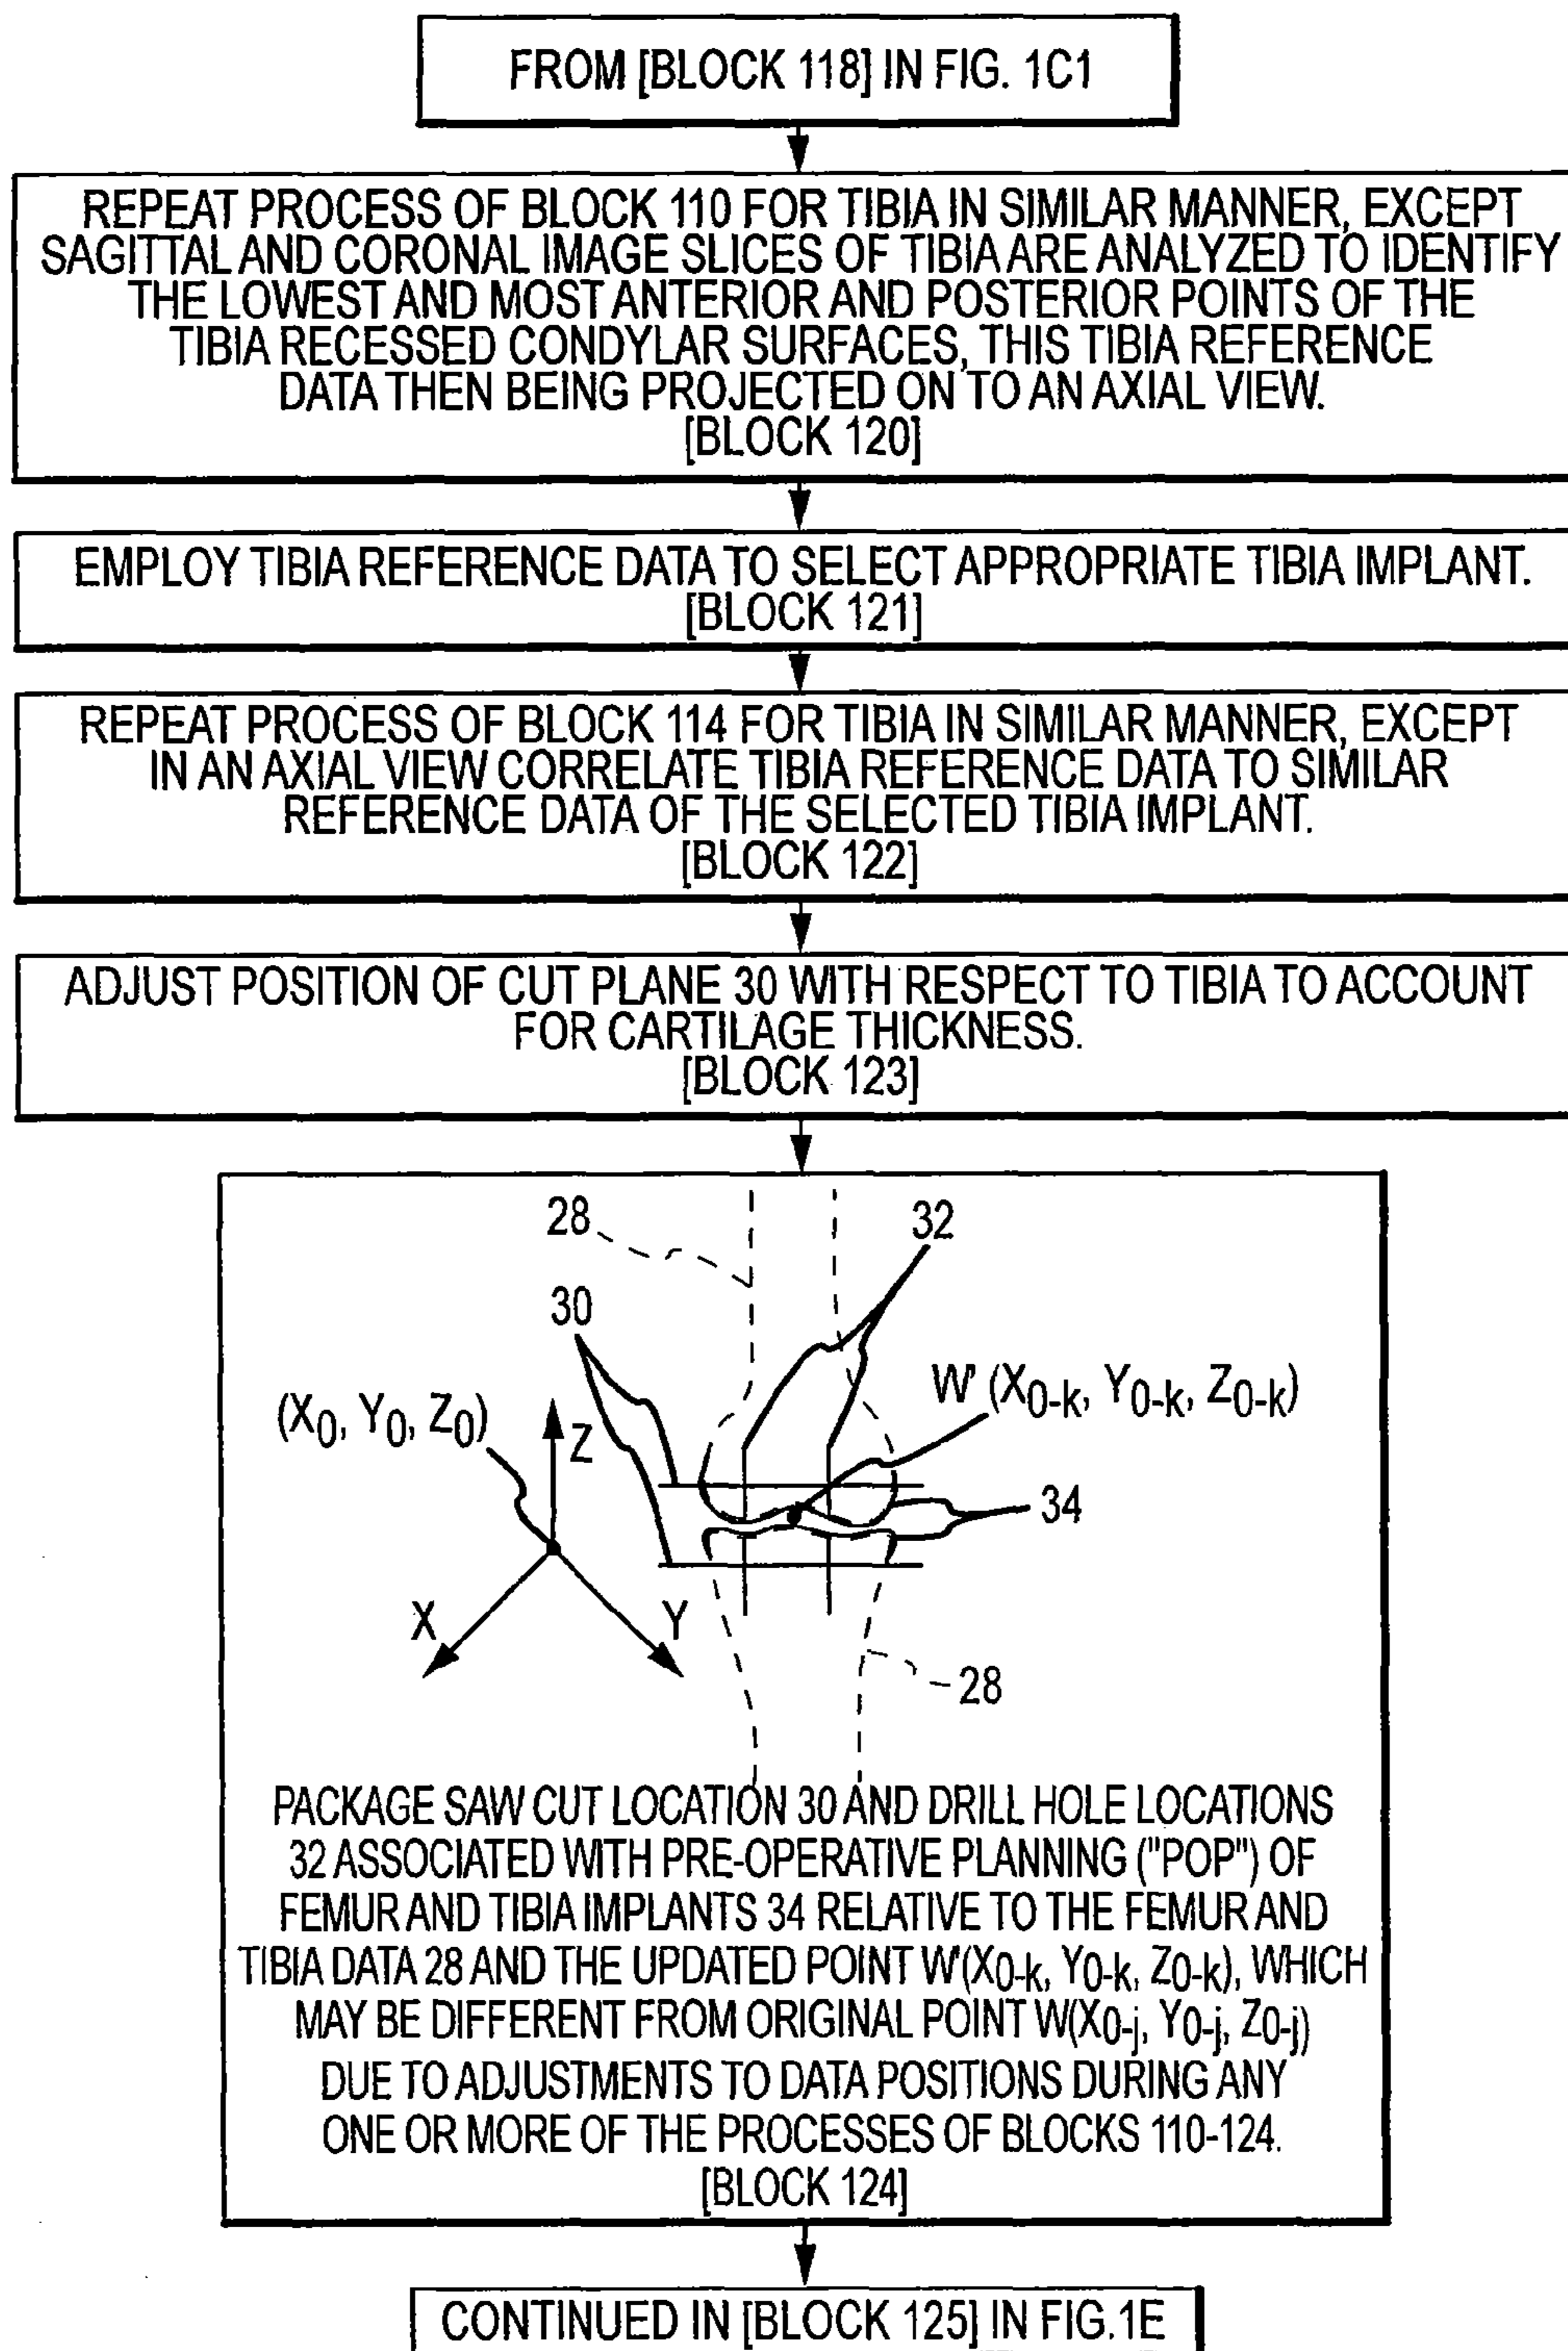 FROM [BLOCK 118] IN FIG. 1C1
REPEAT PROCESS OF BLOCK 110 FOR TIBIA IN SIMILAR MANNER, EXCEPT
SAGITTAL AND CORONAL IMAGE SLICES OF TIBIA ARE ANALYZED TO IDENTIFY
THE LOWEST AND MOST ANTERIOR AND POSTERIOR POINTS OF THE
TIBIA RECESSED CONDYLAR SURFACES, THIS TIBIA REFERENCE
DATA THEN BEING PROJECTED ON TO AN AXIAL VIEW.
[BLOCK 120]
EMPLOY TIBIA REFERENCE DATA TO SELECT APPROPRIATE TIBIA IMPLANT.
[BLOCK 121]
REPEAT PROCESS OF BLOCK 114 FOR TIBIA IN SIMILAR MANNER, EXCEPT
IN AN AXIAL VIEW CORRELATE TIBIA REFERENCE DATA TO SIMILAR
REFERENCE DATA OF THE SELECTED TIBIA IMPLANT.
[BLOCK 122]
ADJUST POSITION OF CUT PLANE 30 WITH RESPECT TO TIBIA TO ACCOUNT
FOR CARTILAGE THICKNESS.
[BLOCK 123]
28
32
30
W' (X0-k, Y0-k, Z0-k)
(X0, Y0, Z0)
Z
34
X
Y
28
PACKAGE SAW CUT LOCATION 30 AND DRILL HOLE LOCATIONS
32 ASSOCIATED WITH PRE-OPERATIVE PLANNING ("POP") OF
FEMUR AND TIBIA IMPLANTS 34 RELATIVE TO THE FEMUR AND
TIBIA DATA 28 AND THE UPDATED POINT W'(X0-k, Y0-k, Z0-k), WHICH
MAY BE DIFFERENT FROM ORIGINAL POINT W(X0-j, Y0-j, Z0-j)
DUE TO ADJUSTMENTS TO DATA POSITIONS DURING ANY
ONE OR MORE OF THE PROCESSES OF BLOCKS 110-124.
[BLOCK 124]
CONTINUED IN [BLOCK 125] IN FIG.1E